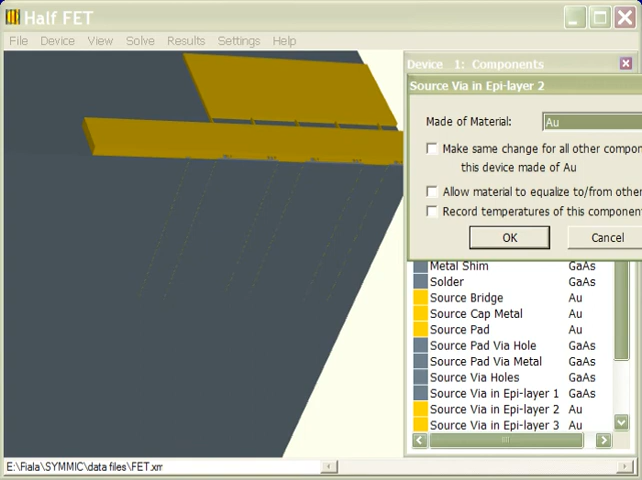 Half FET
File Device View Solve Results Settings Help
Device 1: Components
Source Via in Epi-layer 2
Made of Material: Au
Make same change for all other compon
this device made of Au
Allow material to equalize to/from other
Record temperatures of this component
OK Cancel
Metal Shim GaAs
Solder GaAs
Source Bridge Au
Source Cap Metal Au
Source Pad Au
Source Pad Via Hole GaAs
Source Pad Via Metal GaAs
Source Via Holes GaAs
Source Via in Epi-layer 1 GaAs
Source Via in Epi-layer 2 Au
Source Via in Epi-layer 3 Au
E:\Fiala\SYMMIC\data files\FET.xm